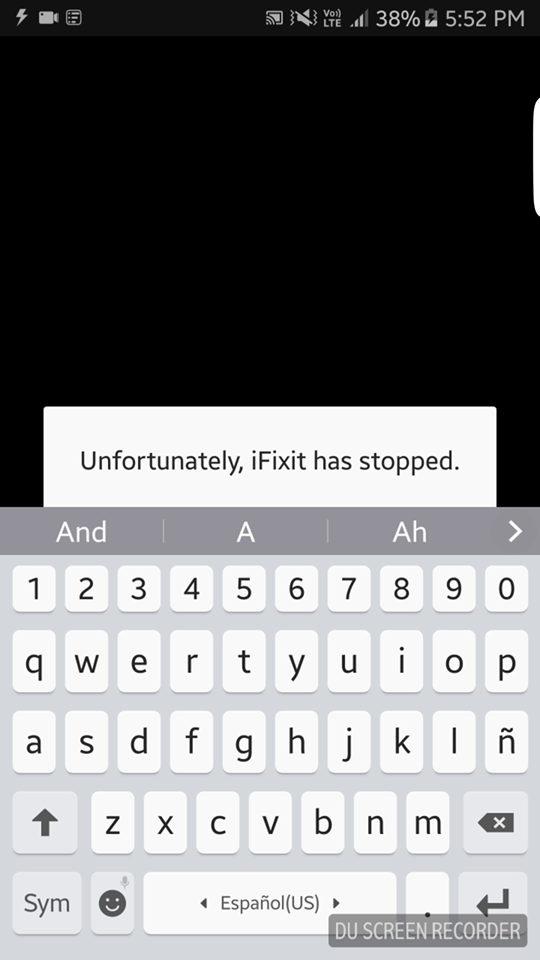 Vo))
LTE
38%
5:52 PM
Unfortunately, iFixit has stopped.
And A Ah
1 2 3 4 5 6 7 8 9 0
q w e r t y u i o p
a s d f g h j k l ñ
z x c v b n m
Sym Español(US) .
DU SCREEN RECORDER